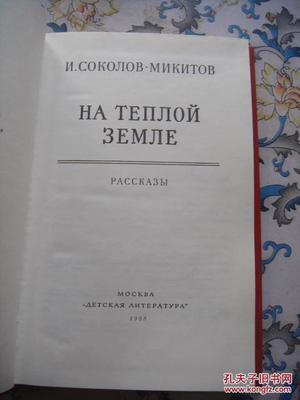 И. СОКОЛОВ-МИКИТОВ
НА ТЕПЛОЙ
ЗЕМЛЕ
РАССКАЗЫ
МОСКВА
«ДЕТСКАЯ ЛИТЕРАТУРА»
孔夫子旧书网